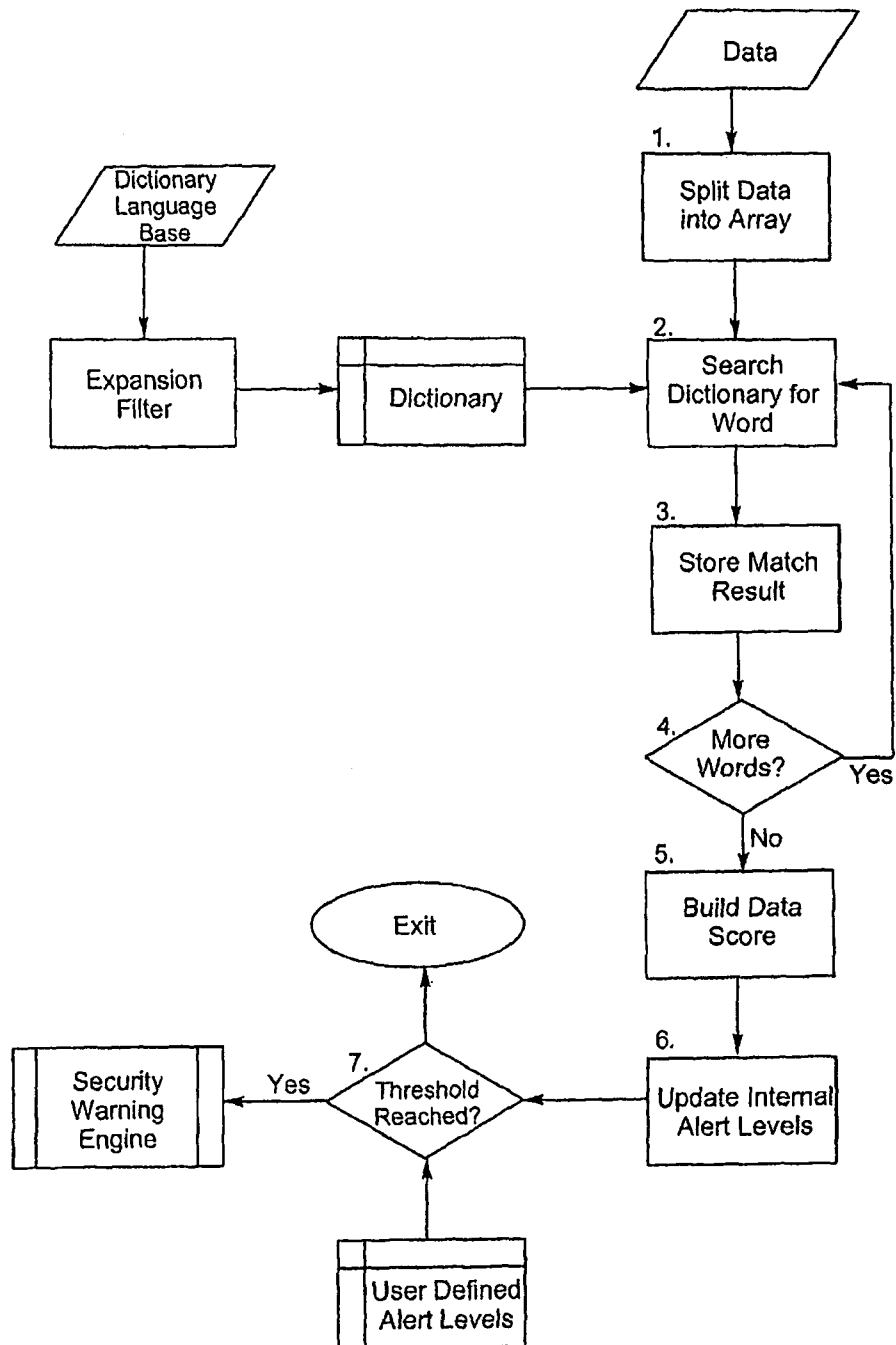 Data
1.
Split Data
into Array
Dictionary
Language
Base
2.
Search
Dictionary for
Word
Expansion
Filter
Dictionary
3.
Store Match
Result
4.
More
Words?
Yes
No
5.
Build Data
Score
Exit
6.
Update Internal
Alert Levels
7.
Threshold
Reached?
Yes
Security
Warning
Engine
User Defined
Alert Levels